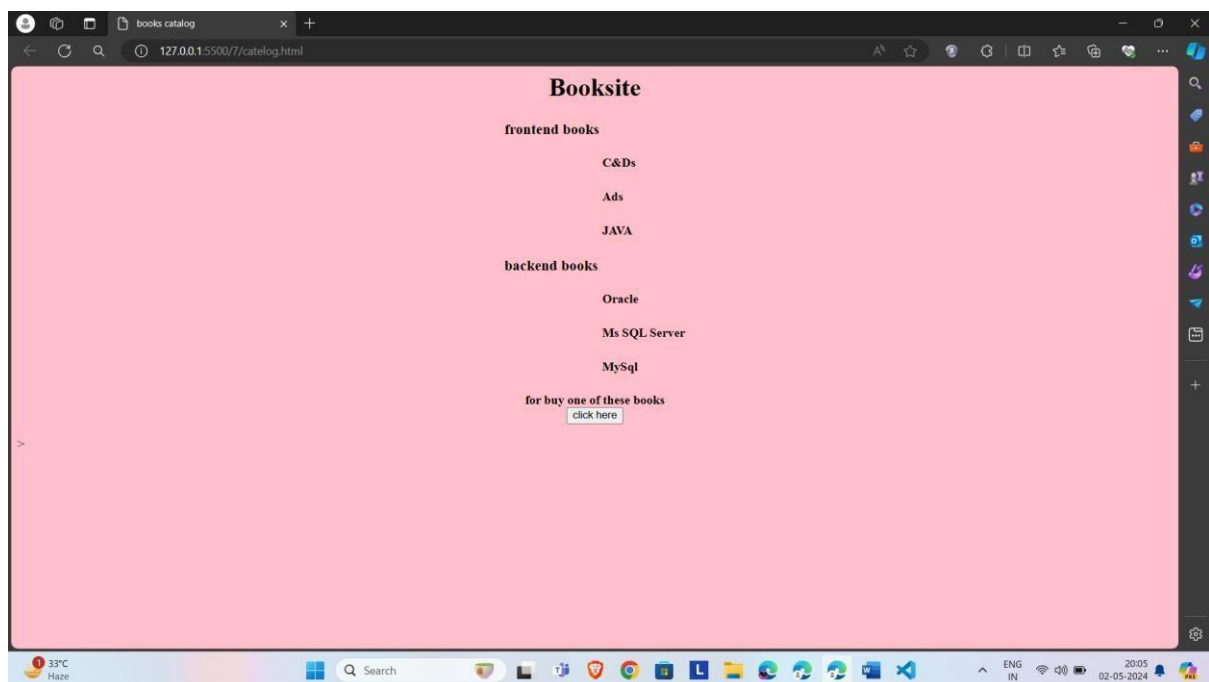 books catalog
127.0.0.1:5500/7/catelog.html
Booksite
frontend books
C&Ds
Ads
JAVA
backend books
Oracle
Ms SQL Server
MySql
for buy one of these books
click here
>
1
33°C
Haze
Search
ENG
IN
20:05
02-05-2024